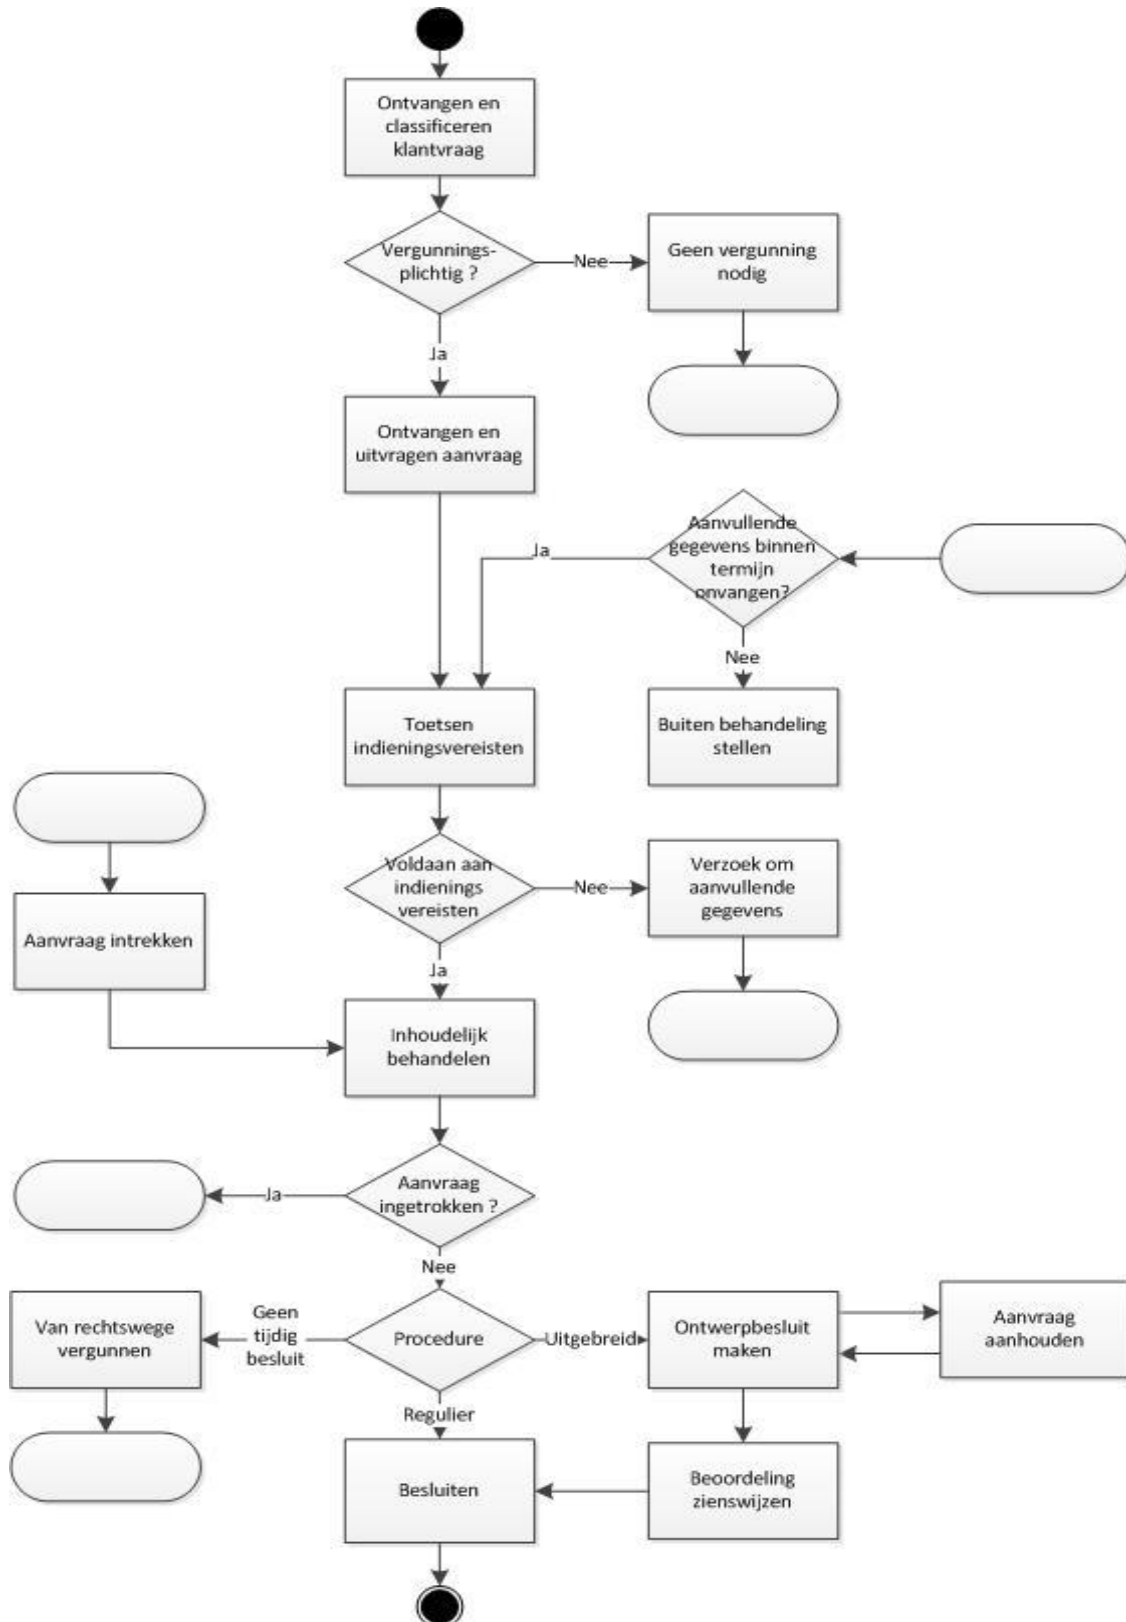 Ontvangen en
classificeren
klantvraag
Vergunnings-
plichtig ?
Nee
Geen vergunning
nodig
Ja
Ontvangen en
uitvragen aanvraag
Aanvullende
gegevens binnen
termijn
onvangen?
Ja
Nee
Toetsen
indieningsvereisten
Buiten behandeling
stellen
Voldaan aan
indienings
vereisten
Nee
Verzoek om
aanvullende
gegevens
Aanvraag intrekken
Ja
Inhoudelijk
behandelen
Aanvraag
ingetrokken ?
Ja
Nee
Van rechtswege
vergunnen
Geen
tijdig
besluit
Procedure
Uitgebreid
Ontwerpbesluit
maken
Aanvraag
aanhouden
Regulier
Besluiten
Beoordeling
zienswijzen